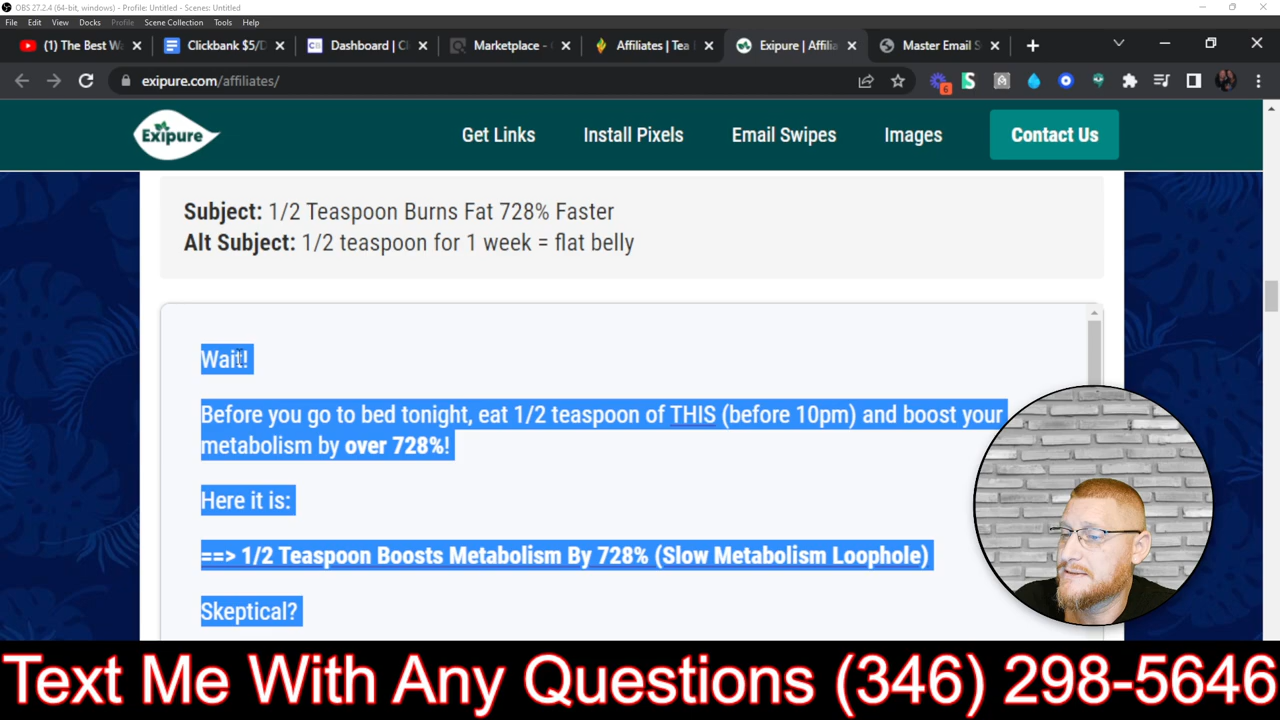 OBS 27.2.4 (64-bit, windows) - Profile: Untitled - Scenes: Untitled
File Edit View Docks Profile Scene Collection Tools Help
(1) The Best Wa
Clickbank $5/D
Dashboard | Cl
Marketplace -
Affiliates | Tea
Exipure | Affilia
Master Email S
exipure.com/affiliates/
6
Exipure
Get Links
Install Pixels
Email Swipes
Images
Contact Us
Subject: 1/2 Teaspoon Burns Fat 728% Faster
Alt Subject: 1/2 teaspoon for 1 week = flat belly
Wait!
Before you go to bed tonight, eat 1/2 teaspoon of THIS (before 10pm) and boost your
metabolism by over 728%!
Here it is:
==> 1/2 Teaspoon Boosts Metabolism By 728% (Slow Metabolism Loophole)
Skeptical?
Text Me With Any Questions (346) 298-5646